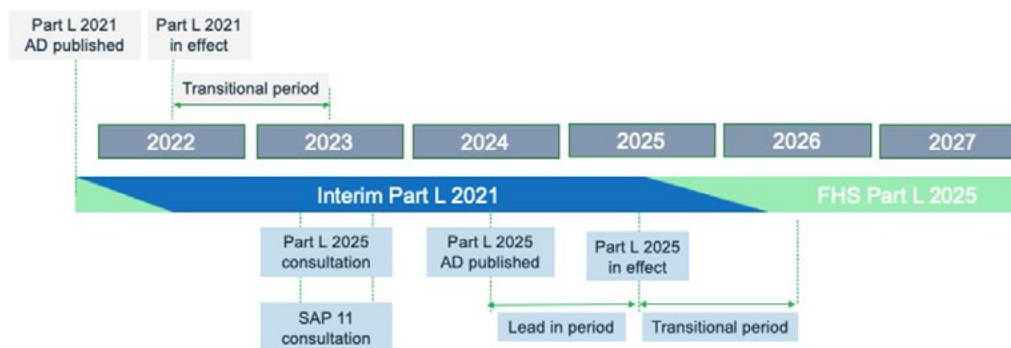 Part L 2021
AD published
Part L 2021
in effect
Transitional period
2022
2023
2024
2025
2026
2027
Interim Part L 2021
FHS Part L 2025
Part L 2025
consultation
Part L 2025
AD published
Part L 2025
in effect
SAP 11
consultation
Lead in period
Transitional period